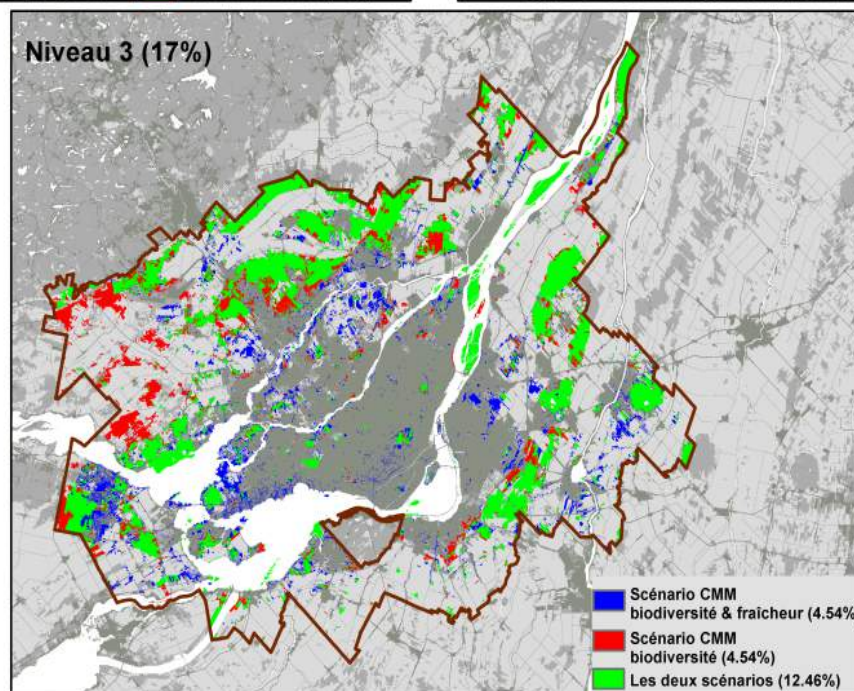 Niveau 3 (17%)
Scénario CMM
biodiversité & fraîcheur (4.54%
Scénario CMM
biodiversité (4.54%)
Les deux scénarios (12.46%)